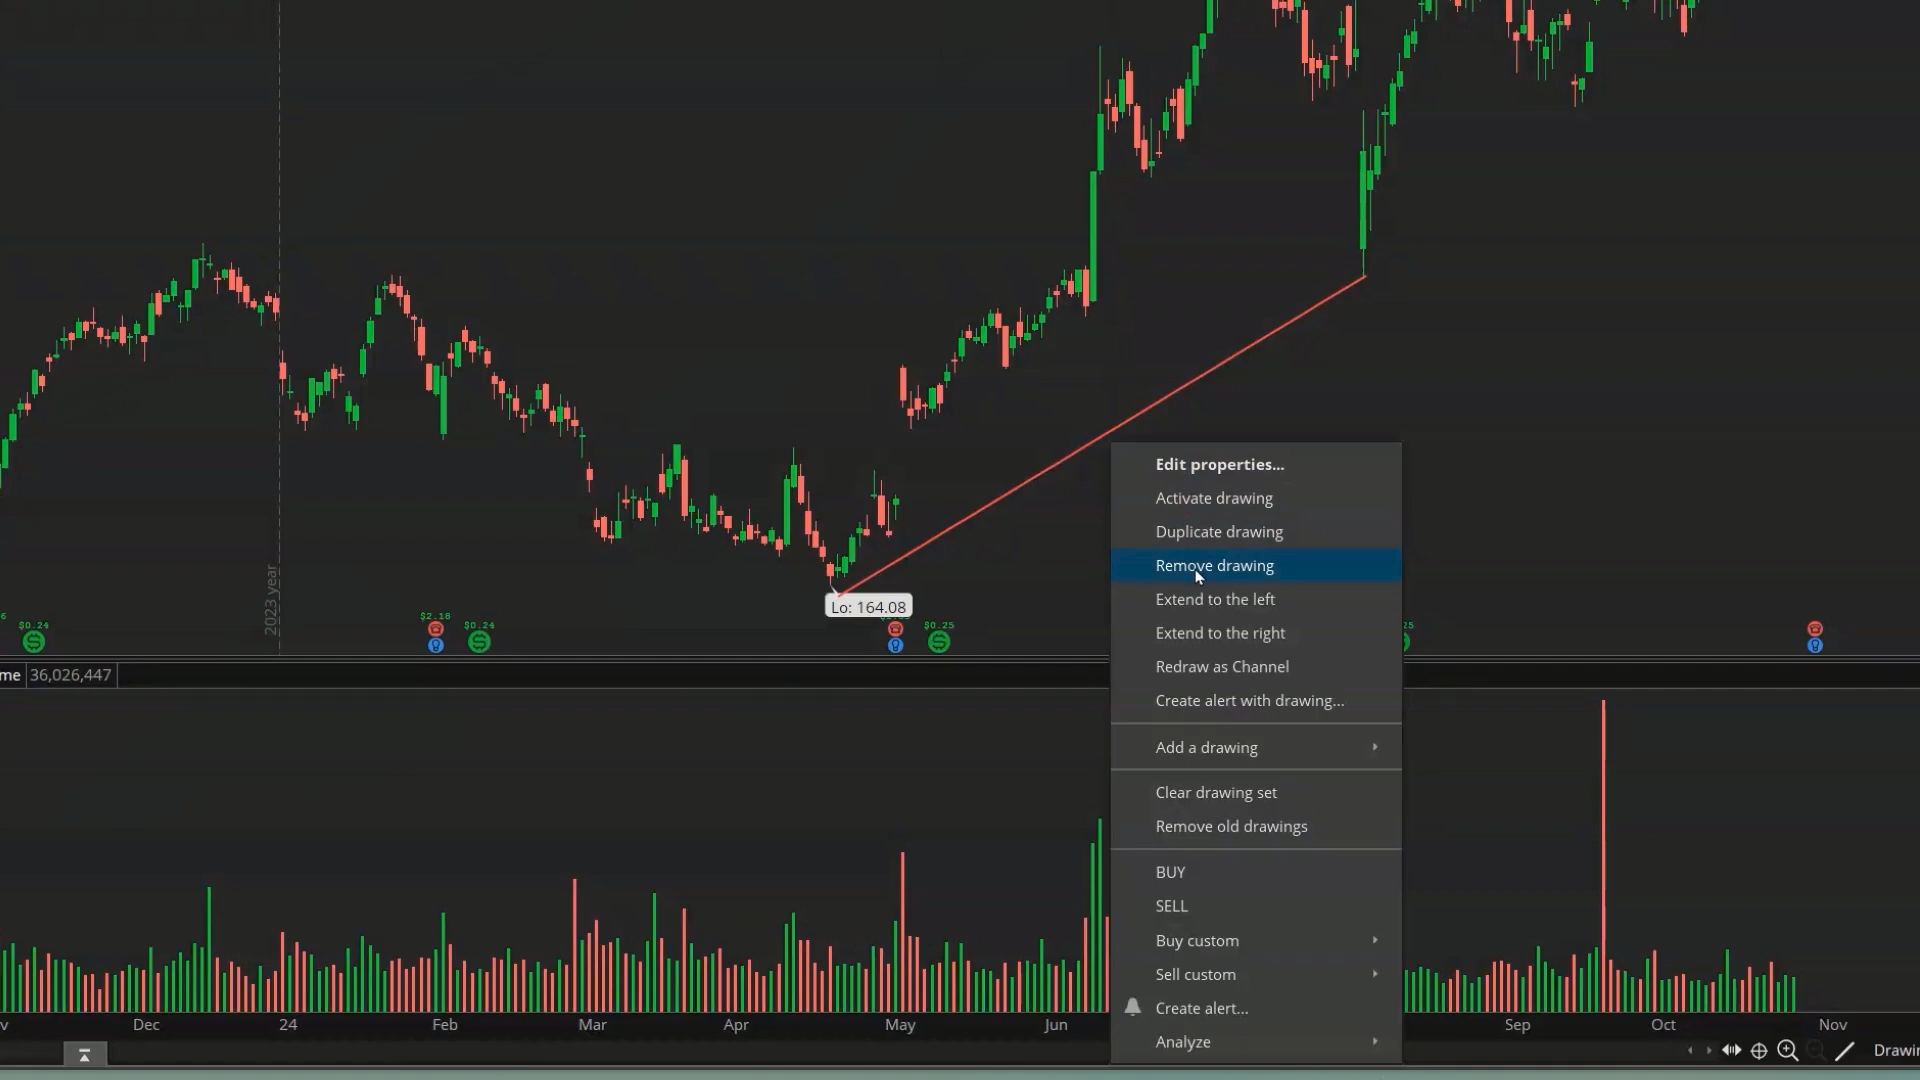 Edit properties...
Activate drawing
Duplicate drawing
Remove drawing
Extend to the left
Extend to the right
Redraw as Channel
Create alert with drawing...
Add a drawing
Clear drawing set
Remove old drawings
BUY
SELL
Buy custom
Sell custom
Create alert...
Analyze
2023 year
Lo: 164.08
6
$0.24
$2.18
$0.24
$0.25
25
me 36,026,447
v Dec 24 Feb Mar Apr May Jun Sep Oct Nov
Drawin